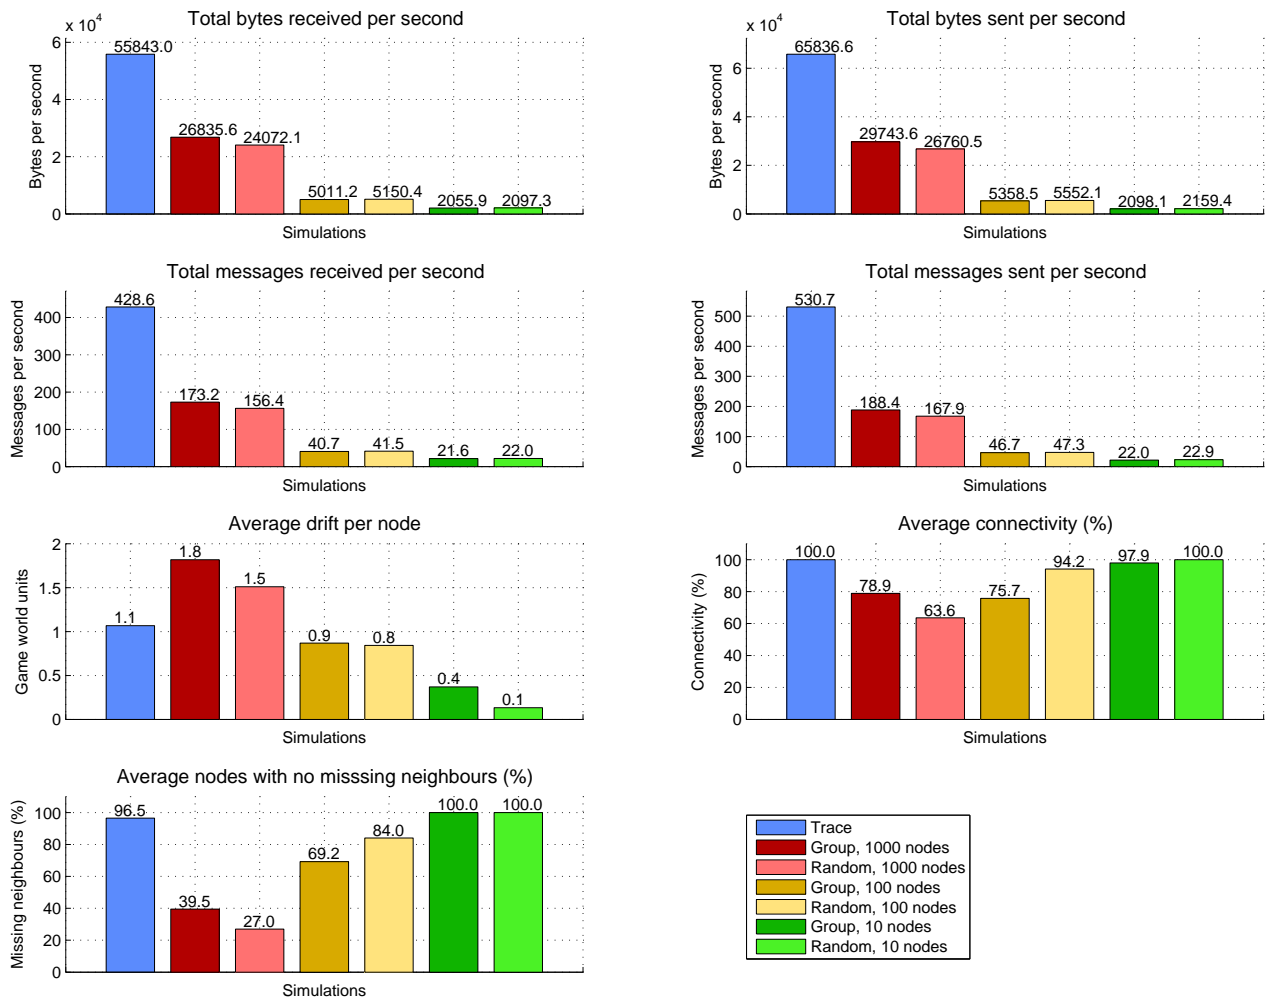 Total bytes received per second
x 10^4
55843.0
26835.6
24072.1
5011.2
5150.4
2055.9
2097.3
6
4
2
0
Bytes per second
Simulations
Total bytes sent per second
x 10^4
65836.6
29743.6
26760.5
5358.5
5552.1
2098.1
2159.4
6
4
2
0
Bytes per second
Simulations
Total messages received per second
428.6
173.2
156.4
40.7
41.5
21.6
22.0
400
300
200
100
0
Messages per second
Simulations
Total messages sent per second
530.7
188.4
167.9
46.7
47.3
22.0
22.9
500
400
300
200
100
0
Messages per second
Simulations
Average drift per node
1.1
1.8
1.5
0.9
0.8
0.4
0.1
2
1.5
1
0.5
0
Game world units
Simulations
Average connectivity (%)
100.0
78.9
63.6
75.7
94.2
97.9
100.0
100
80
60
40
20
0
Connectivity (%)
Simulations
Average nodes with no misssing neighbours (%)
96.5
39.5
27.0
69.2
84.0
100.0
100.0
100
80
60
40
20
0
Missing neighbours (%)
Simulations
Trace
Group, 1000 nodes
Random, 1000 nodes
Group, 100 nodes
Random, 100 nodes
Group, 10 nodes
Random, 10 nodes